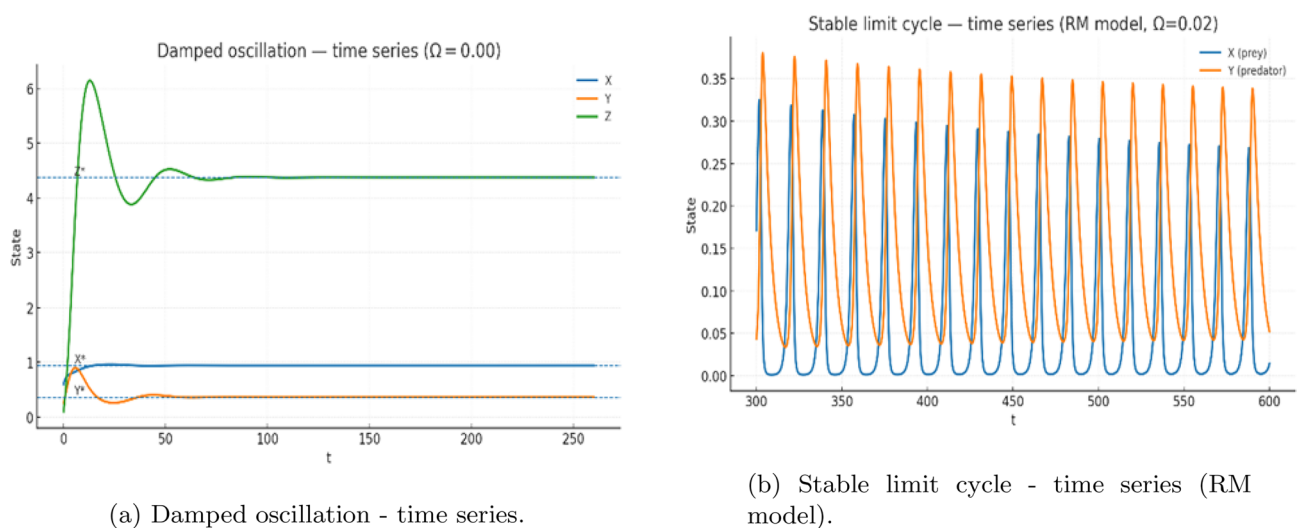 Damped oscillation — time series (Ω = 0.00)
X
Y
Z
6
5
4
3
2
1
0
State
Z*
X*
Y*
0 50 100 150 200 250
t
(a) Damped oscillation - time series.
Stable limit cycle — time series (RM model, Ω=0.02)
X (prey)
Y (predator)
0.35
0.30
0.25
0.20
0.15
0.10
0.05
0.00
State
300 350 400 450 500 550 600
t
(b) Stable limit cycle - time series (RM
model).